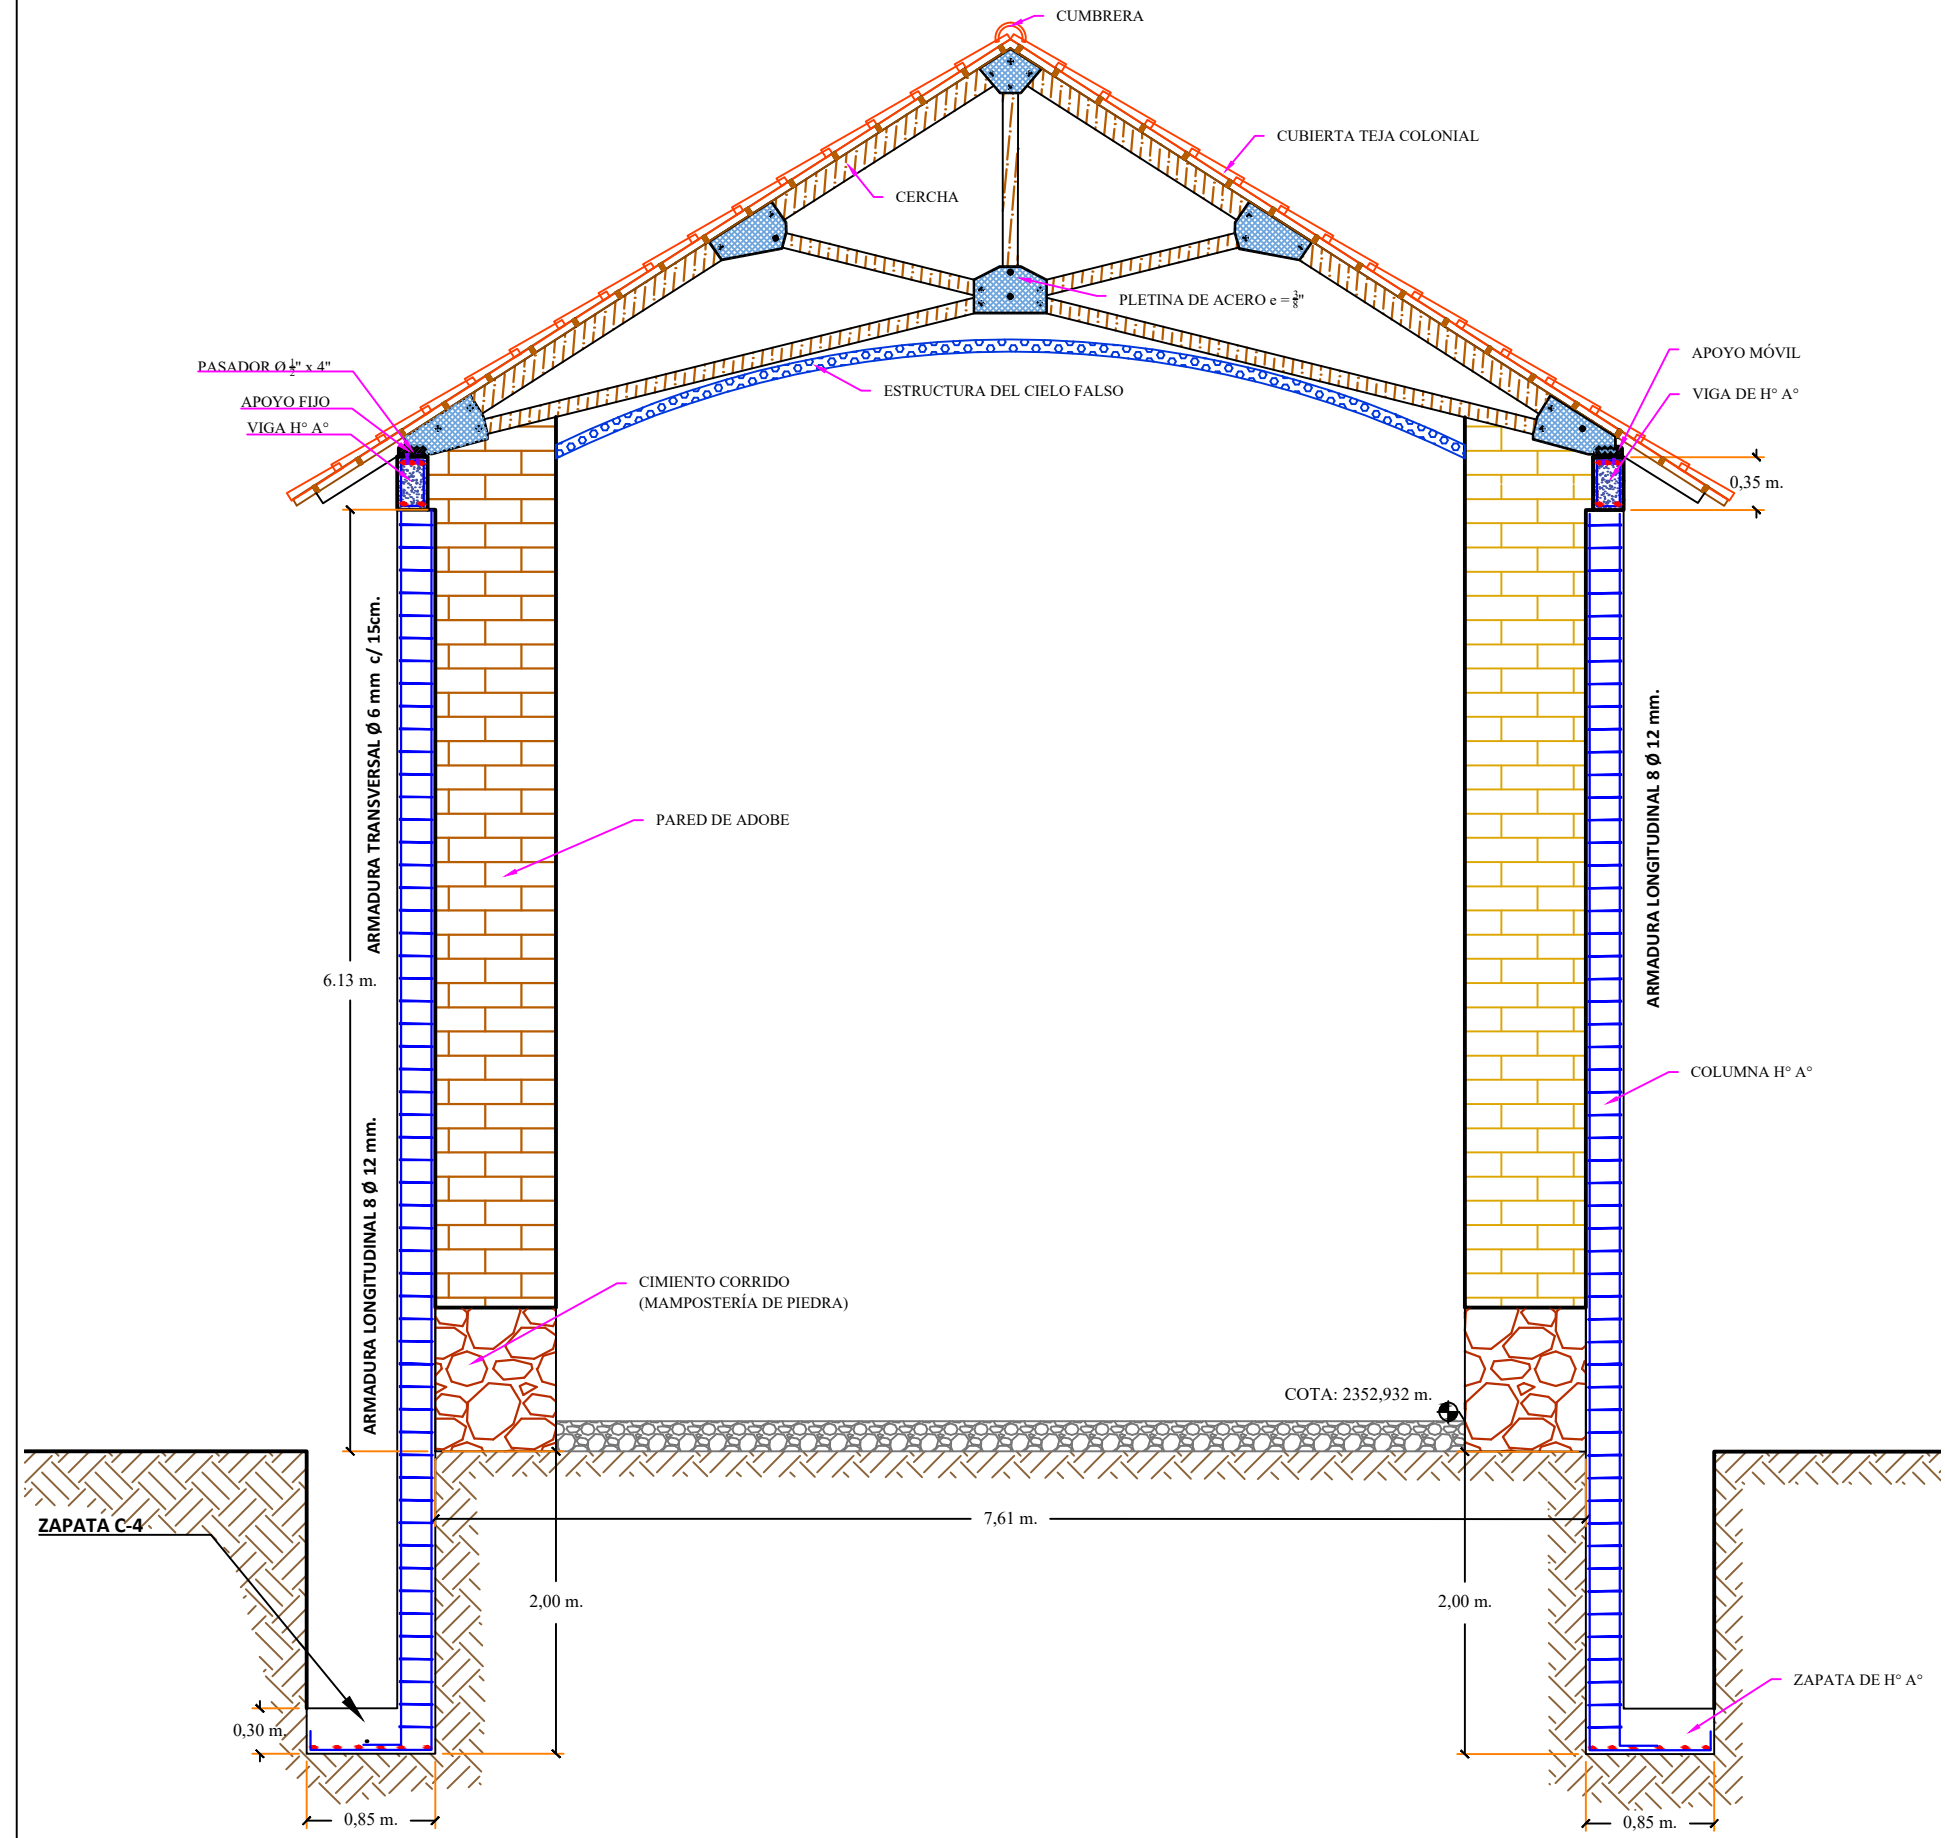 CUMBRERA
CUBIERTA TEJA COLONIAL
CERCHA
PLETINA DE ACERO e = 3/8"
PASADOR Ø 1/2" x 4"
APOYO MÓVIL
ESTRUCTURA DEL CIELO FALSO
VIGA DE H° A°
APOYO FIJO
VIGA H° A°
0,35 m.
ARMADURA TRANSVERSAL Ø 6 mm c/ 15cm.
ARMADURA LONGITUDINAL 8 Ø 12 mm.
PARED DE ADOBE
6.13 m.
COLUMNA H° A°
ARMADURA LONGITUDINAL 8 Ø 12 mm.
CIMIENTO CORRIDO
(MAMPOSTERÍA DE PIEDRA)
COTA: 2352,932 m.
ZAPATA C-4
7,61 m.
2,00 m.
2,00 m.
ZAPATA DE H° A°
0,30 m.
0,85 m.
0,85 m.